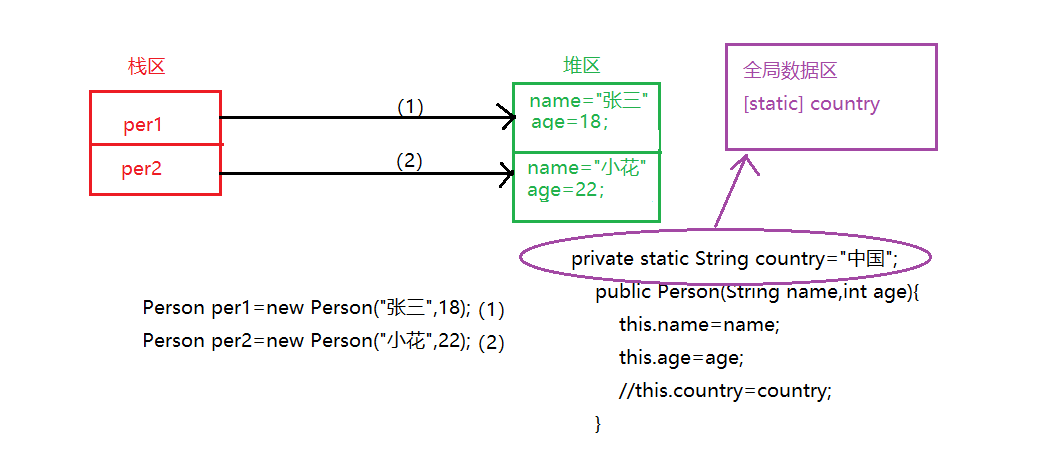 栈区
堆区
全局数据区
[static] country
per1
(1)
name="张三"
age=18;
per2
(2)
name="小花"
age=22;
private static String country="中国";
public Person(String name,int age){
this.name=name;
this.age=age;
//this.country=country;
}
Person per1=new Person("张三",18); (1)
Person per2=new Person("小花",22); (2)